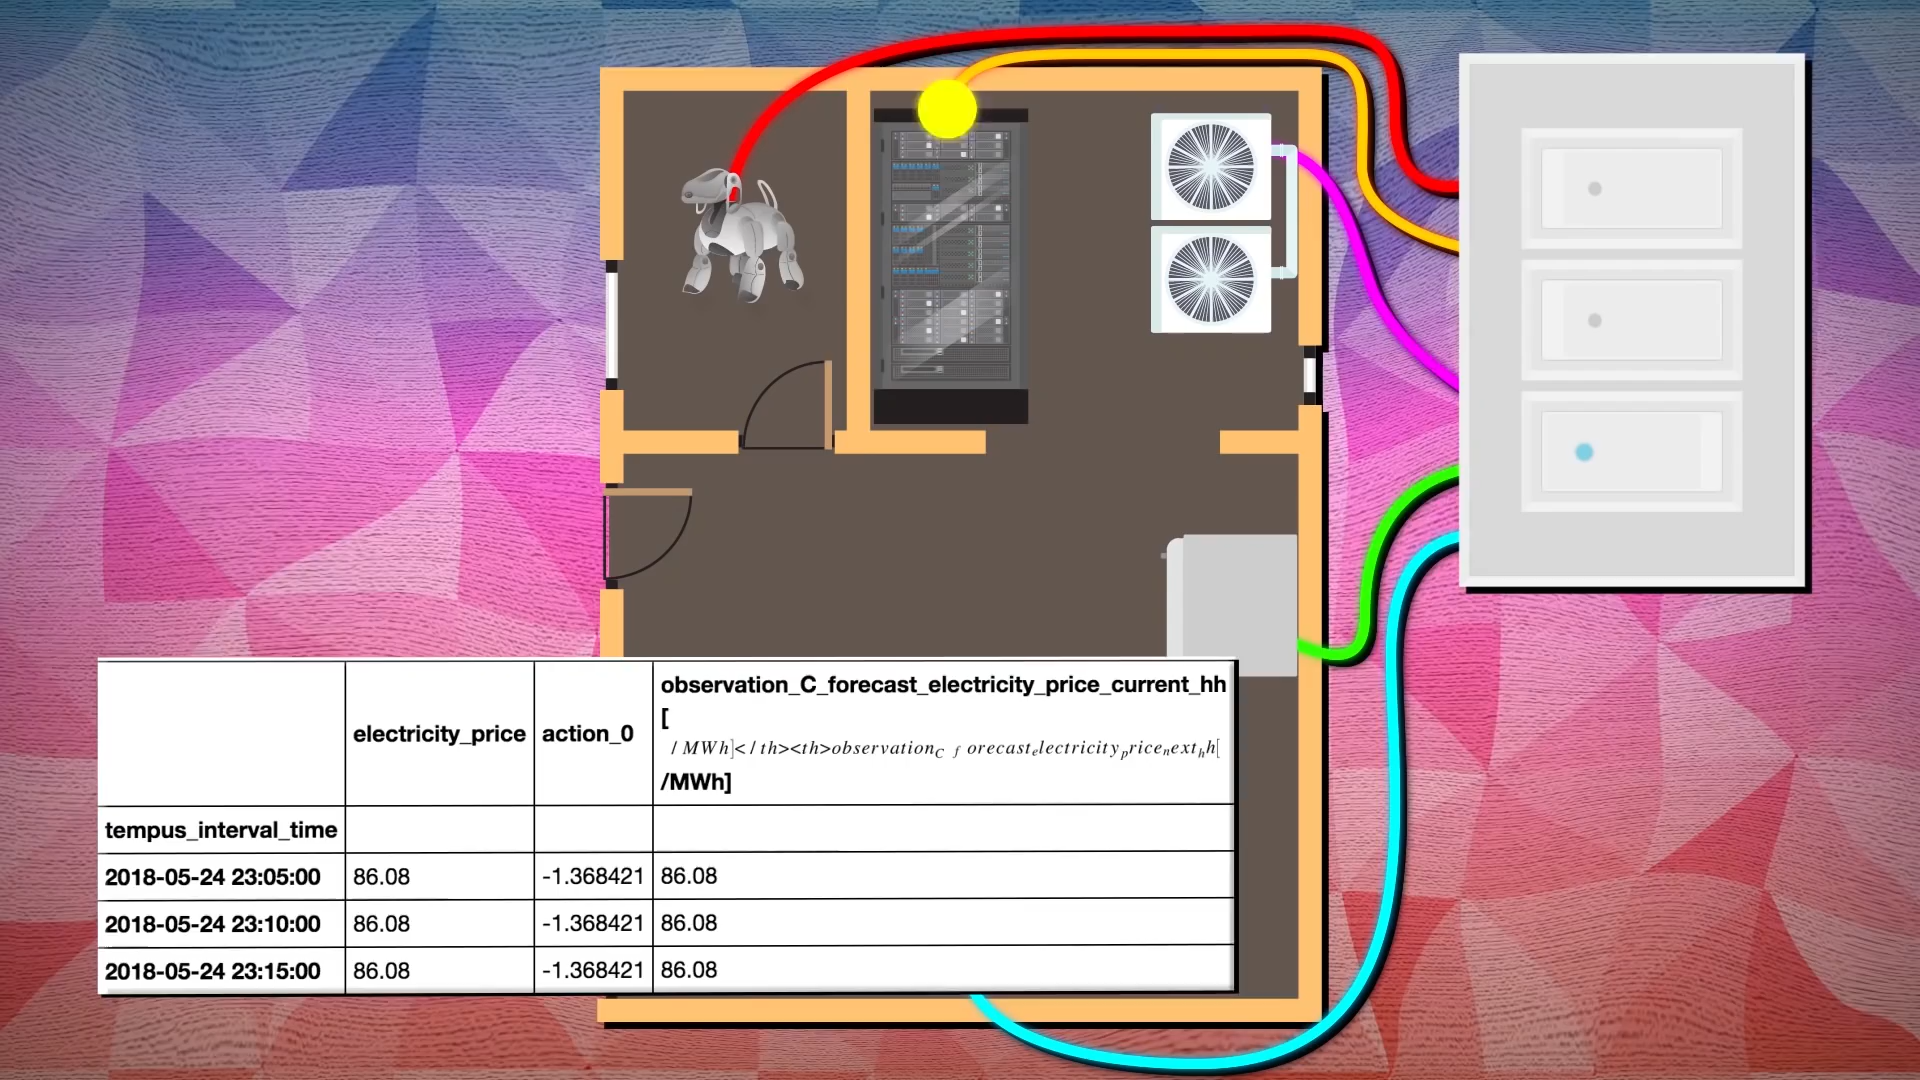 electricity_price action_0 observation_C_forecast_electricity_price_current_hh
[
/MWh]</th><th>observation_C forecast_electricity_price_next_hh[
/MWh]
tempus_interval_time
2018-05-24 23:05:00 86.08 -1.368421 86.08
2018-05-24 23:10:00 86.08 -1.368421 86.08
2018-05-24 23:15:00 86.08 -1.368421 86.08